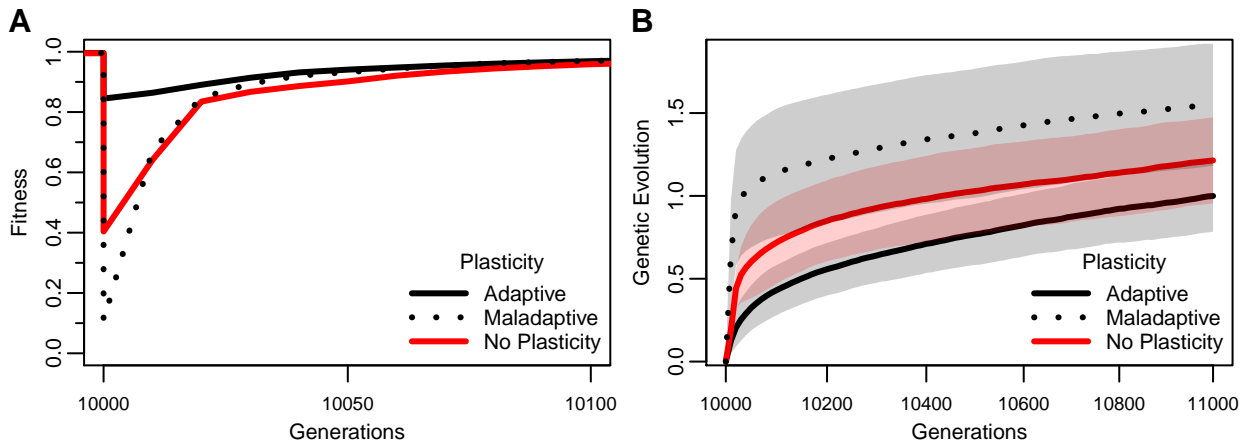 A
Fitness
0.0 0.2 0.4 0.6 0.8 1.0
10000 10050 10100
Generations
Plasticity
Adaptive
Maladaptive
No Plasticity
B
Genetic Evolution
0.0 0.5 1.0 1.5
10000 10200 10400 10600 10800 11000
Generations
Plasticity
Adaptive
Maladaptive
No Plasticity